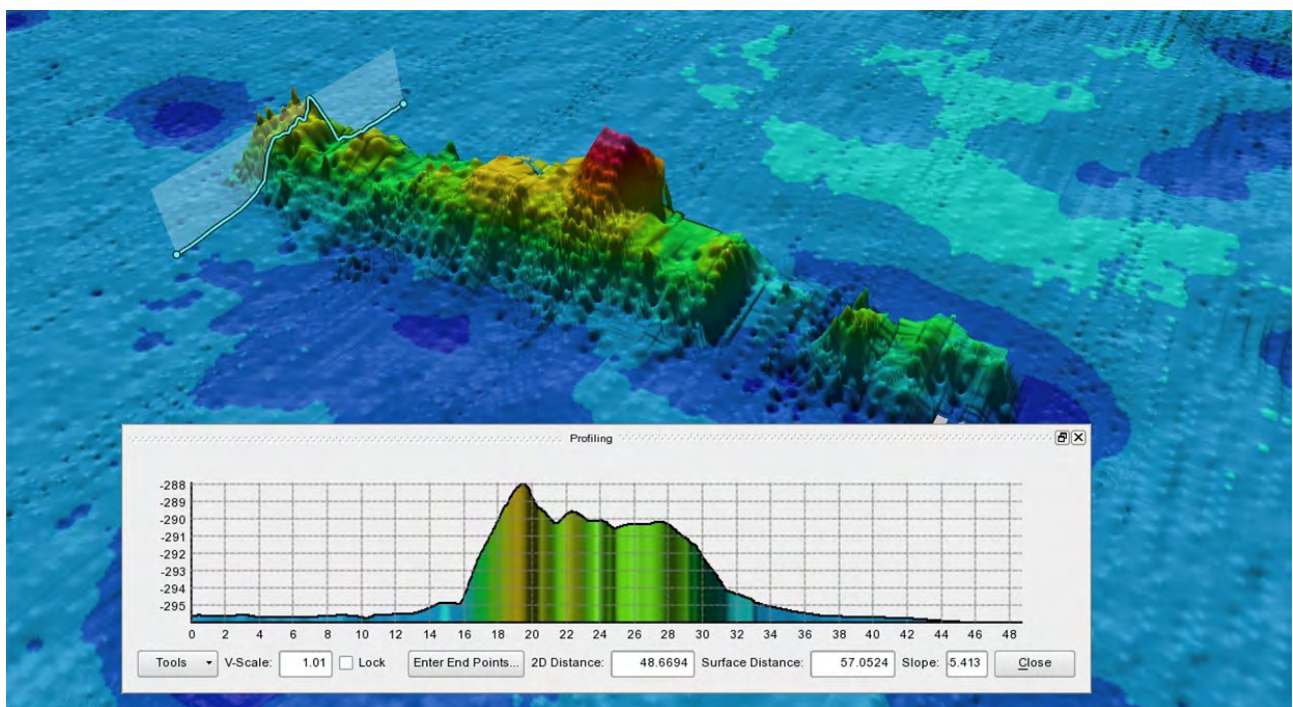 Profiling
-288
-289
-290
-291
-292
-293
-294
-295
0 2 4 6 8 10 12 14 16 18 20 22 24 26 28 30 32 34 36 38 40 42 44 46 48
Tools V-Scale: 1.01 Lock Enter End Points... 2D Distance: 48.6694 Surface Distance: 57.0524 Slope: -5.413 Close